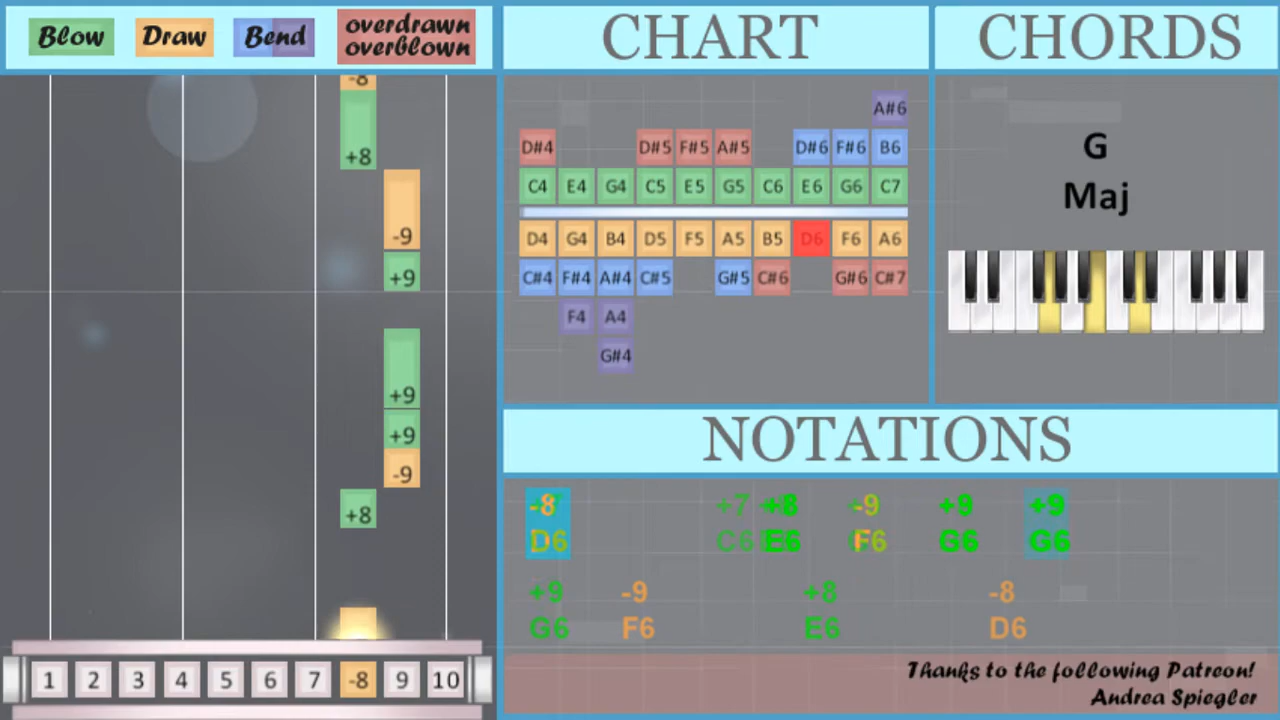 Blow Draw Bend overdrawn
overblown
CHART
CHORDS
-8
+8
-9
+9
+9
+9
-9
+8
1 2 3 4 5 6 7 -8 9 10
A#6
D#4 D#5 F#5 A#5 D#6 F#6 B6
C4 E4 G4 C5 E5 G5 C6 E6 G6 C7
D4 G4 B4 D5 F5 A5 B5 D6 F6 A6
C#4 F#4 A#4 C#5 G#5 C#6 G#6 C#7
F4 A4
G#4
G
Maj
NOTATIONS
-8 +7 +8 -9 +9 +9
D6 C6 E6 F6 G6 G6
+9 -9 +8 -8
G6 F6 E6 D6
Thanks to the following Patreon!
Andrea Spiegler